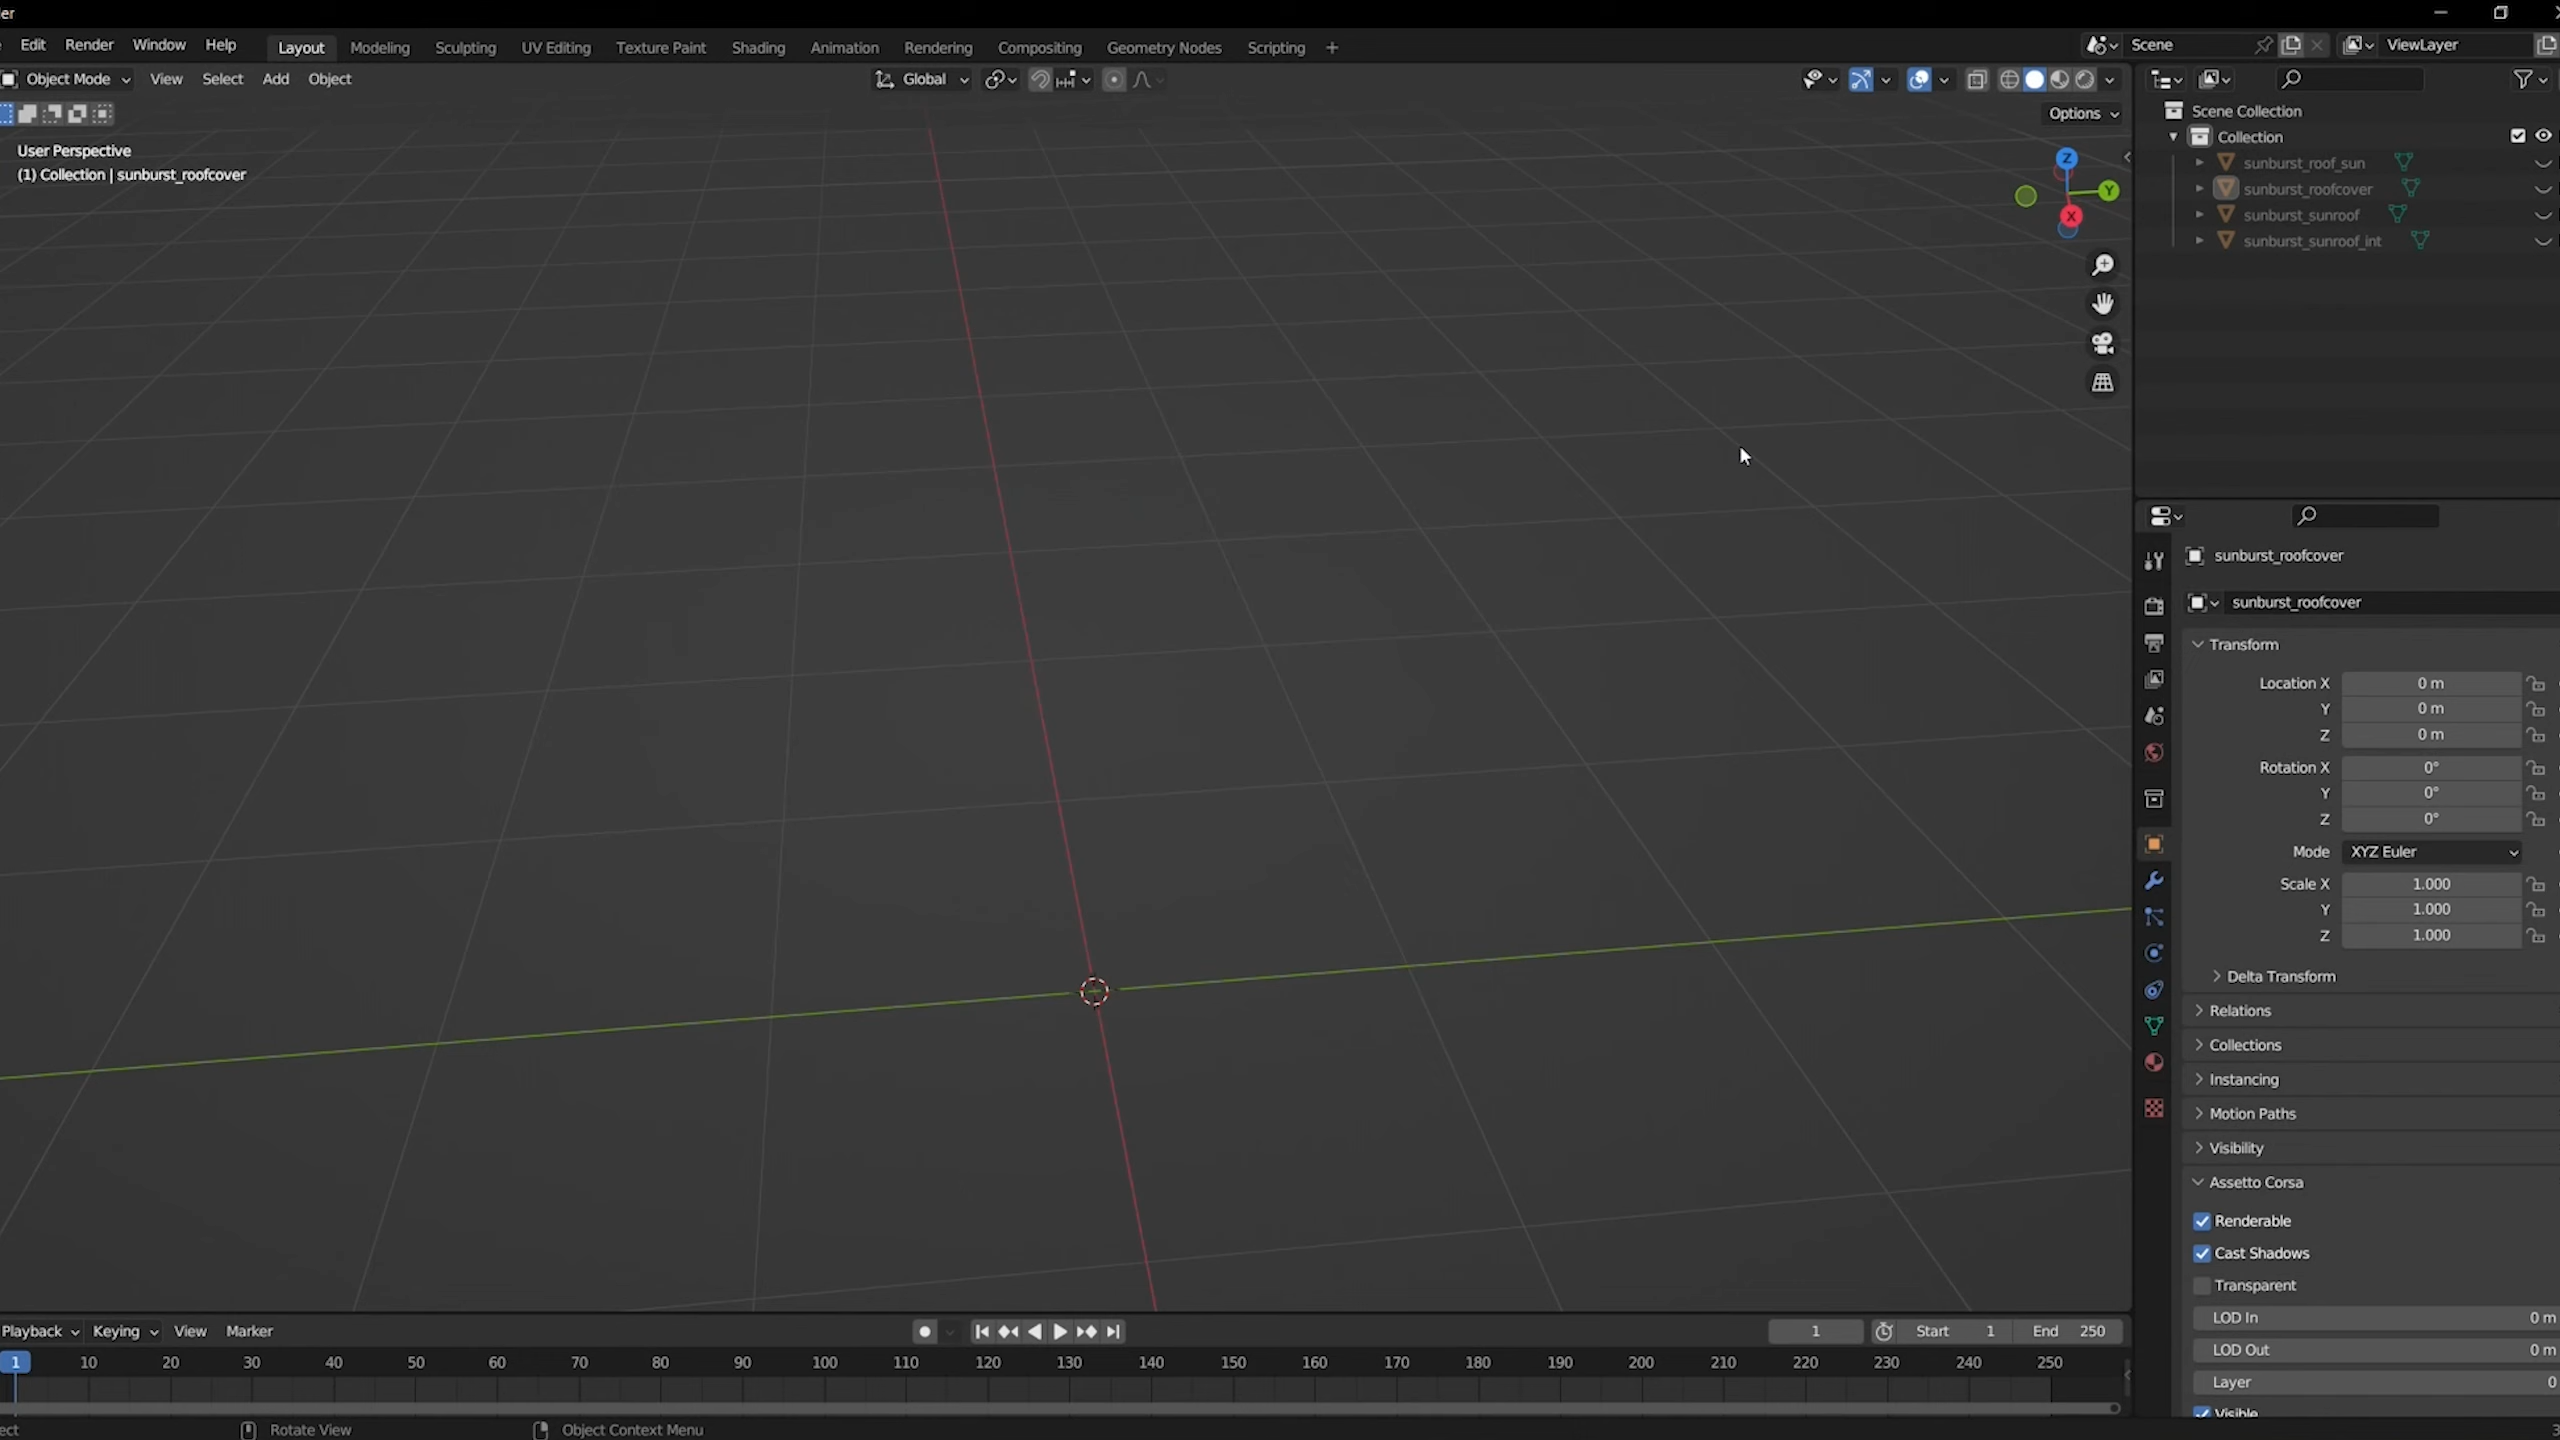 er
Edit Render Window Help Layout Modeling Sculpting UV Editing Texture Paint Shading Animation Rendering Compositing Geometry Nodes Scripting + Scene ViewLayer
Object Mode View Select Add Object Global
Options
User Perspective
(1) Collection | sunburst_roofcover
Z
Y
X
Scene Collection
Collection
sunburst_roof_sun
sunburst_roofcover
sunburst_sunroof
sunburst_sunroof_int
sunburst_roofcover
sunburst_roofcover
Transform
Location X 0 m
Y 0 m
Z 0 m
Rotation X 0°
Y 0°
Z 0°
Mode XYZ Euler
Scale X 1.000
Y 1.000
Z 1.000
Delta Transform
Relations
Collections
Instancing
Motion Paths
Visibility
Assetto Corsa
Renderable
Cast Shadows
Transparent
LOD In 0 m
LOD Out 0 m
Layer 0
Visible
Playback Keying View Marker 1 Start 1 End 250
1 10 20 30 40 50 60 70 80 90 100 110 120 130 140 150 160 170 180 190 200 210 220 230 240 250
ect Rotate View Object Context Menu 3